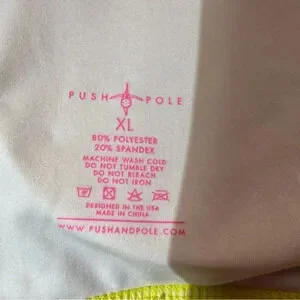 PUSH POLE
XL
80% POLYESTER
20% SPANDEX
MACHINE WASH COLD
DO NOT TUMBLE DRY
DO NOT BLEACH
DO NOT IRON
DESIGNED IN THE USA
MADE IN CHINA
WWW.PUSHANDPOLE.COM